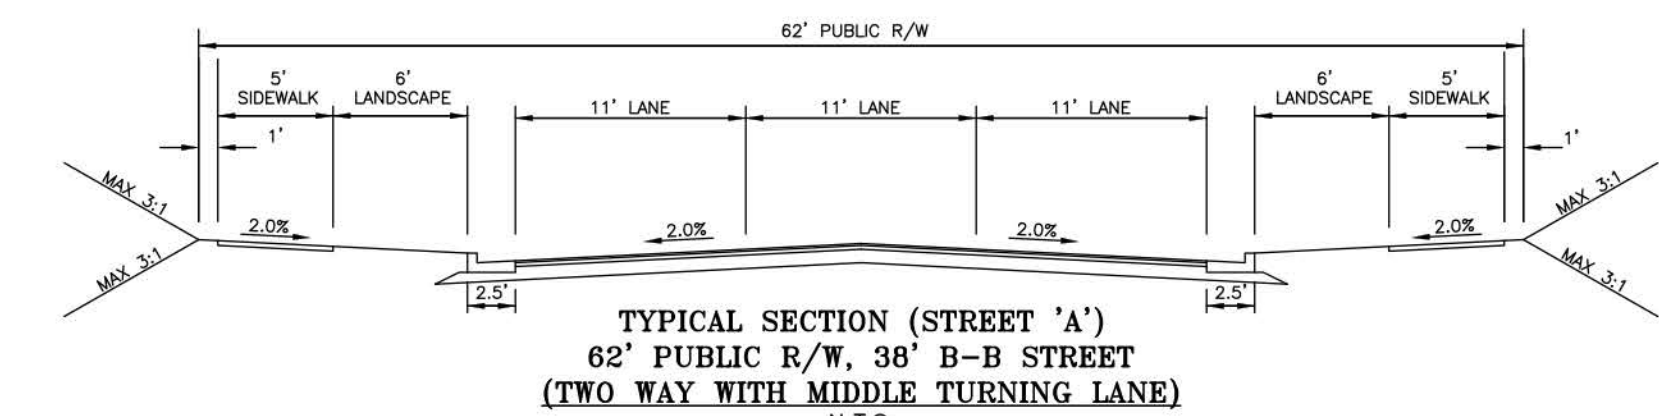 62' PUBLIC R/W
5'
SIDEWALK
6'
LANDSCAPE
11' LANE
11' LANE
11' LANE
6'
LANDSCAPE
5'
SIDEWALK
1'
1'
MAX 3:1
MAX 3:1
2.0%
2.0%
2.0%
2.0%
MAX 3:1
MAX 3:1
2.5'
2.5'
TYPICAL SECTION (STREET 'A')
62' PUBLIC R/W, 38' B-B STREET
(TWO WAY WITH MIDDLE TURNING LANE)